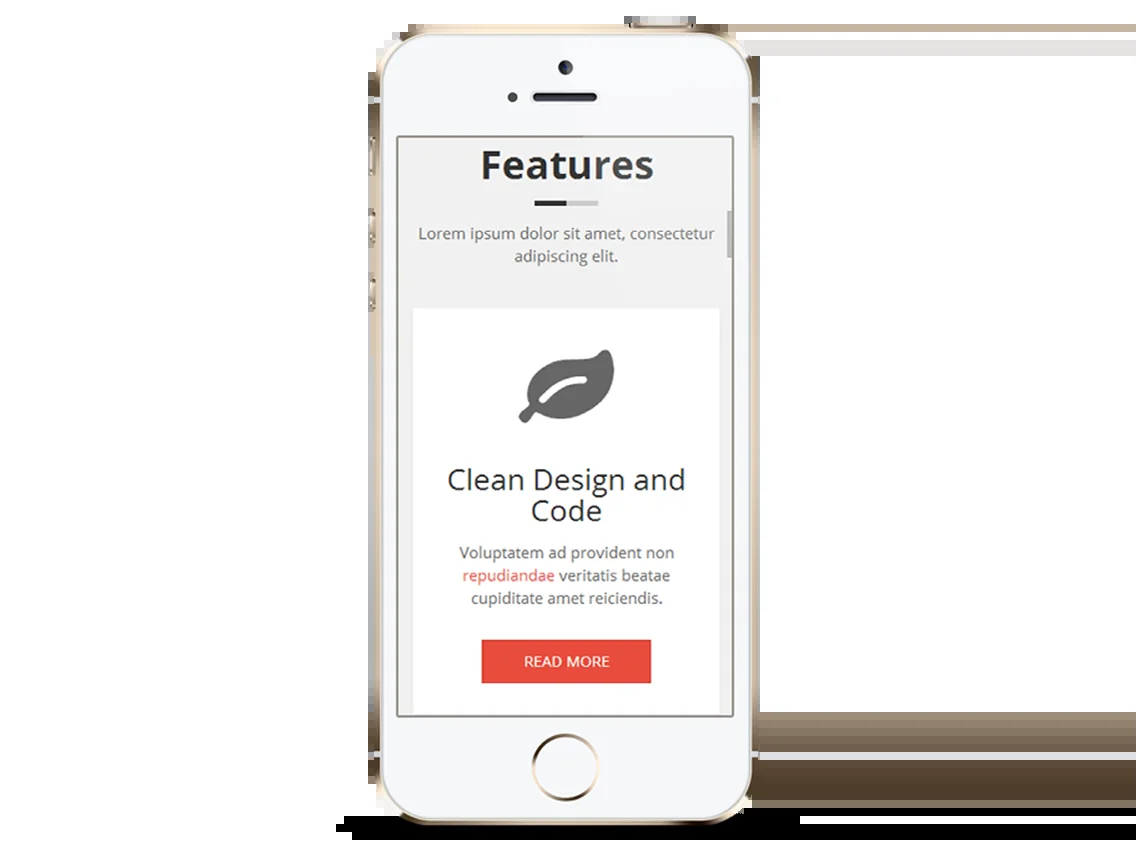 Features
Lorem ipsum dolor sit amet, consectetur
adipiscing elit.
Clean Design and
Code
Voluptatem ad provident non
repudiandae veritatis beatae
cupiditate amet reiciendis.
READ MORE